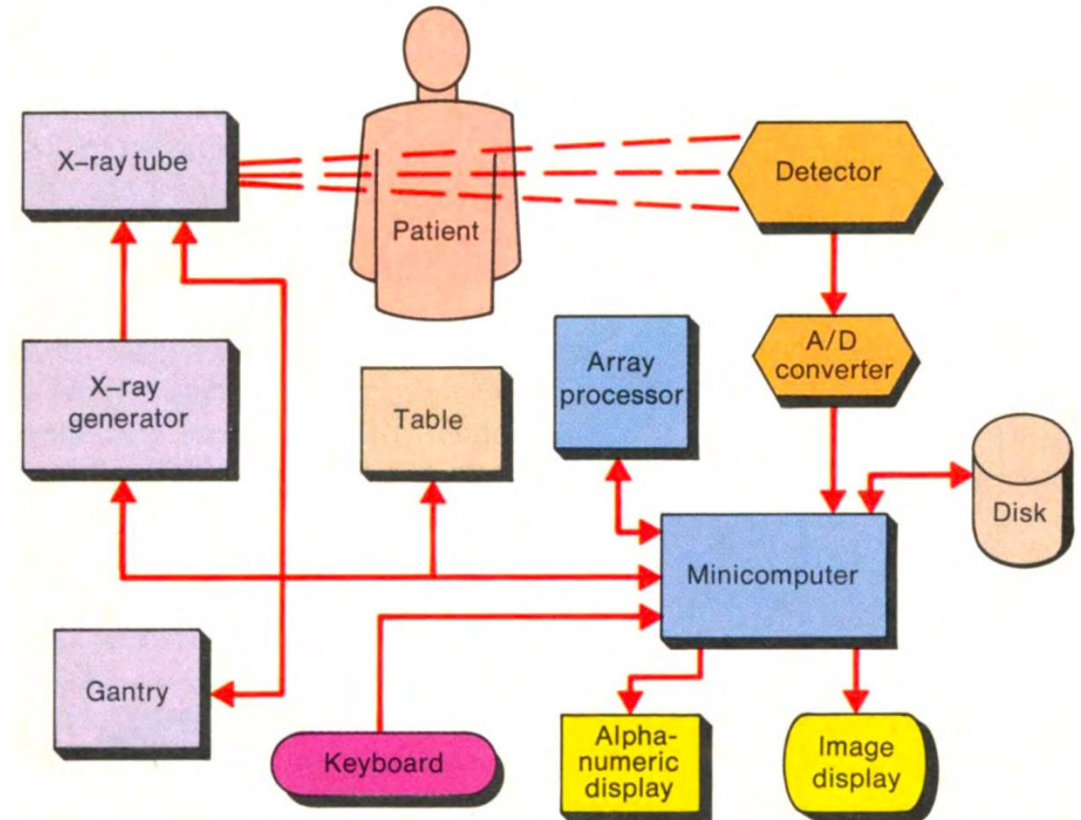 X–ray tube
Patient
Detector
X–ray
generator
Table
Array
processor
A/D
converter
Disk
Minicomputer
Gantry
Keyboard
Alpha-
numeric
display
Image
display